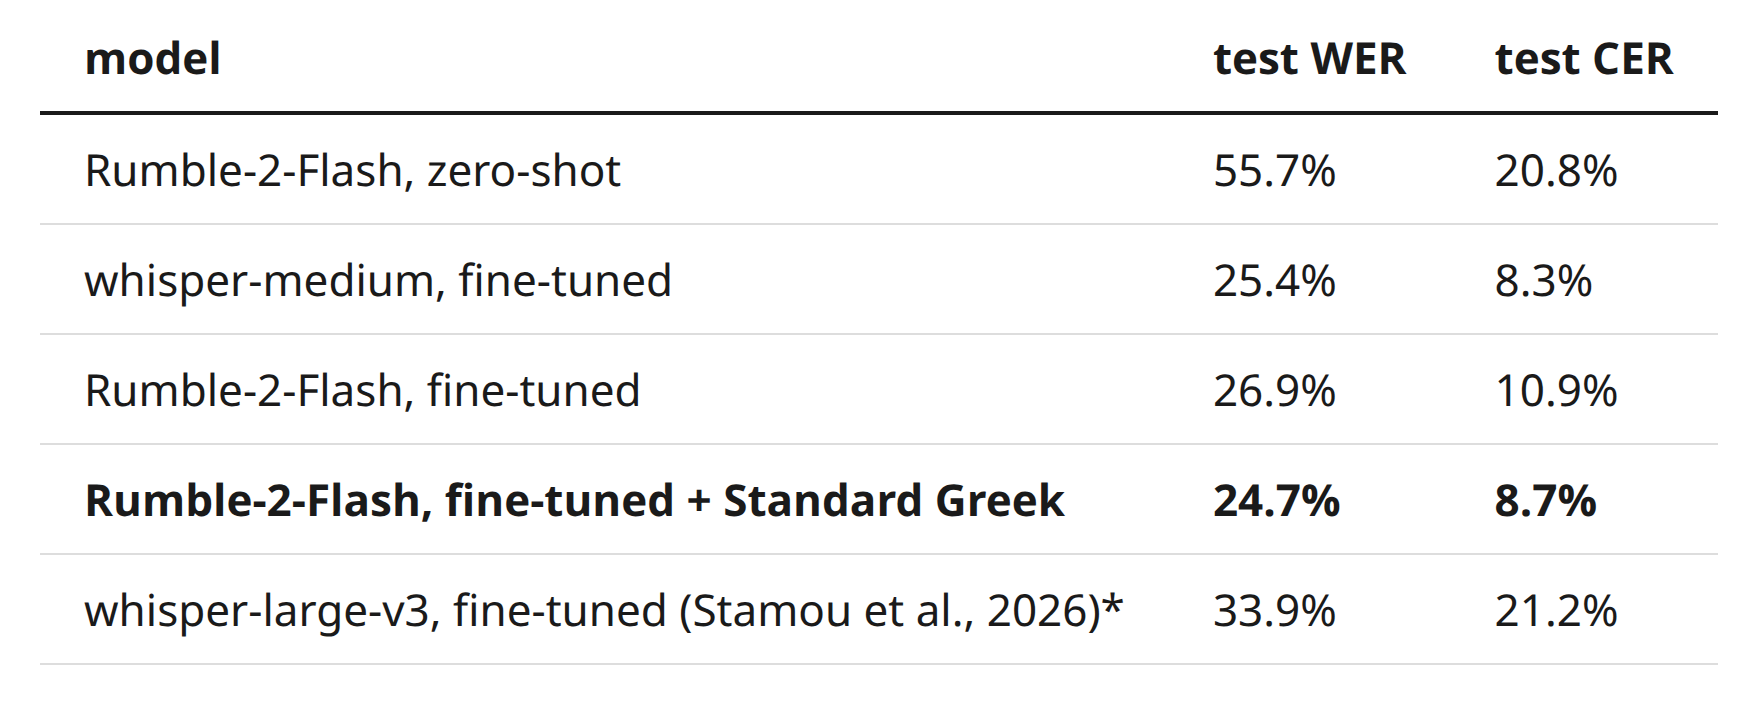 model test WER test CER
Rumble-2-Flash, zero-shot 55.7% 20.8%
whisper-medium, fine-tuned 25.4% 8.3%
Rumble-2-Flash, fine-tuned 26.9% 10.9%
Rumble-2-Flash, fine-tuned + Standard Greek 24.7% 8.7%
whisper-large-v3, fine-tuned (Stamou et al., 2026)* 33.9% 21.2%